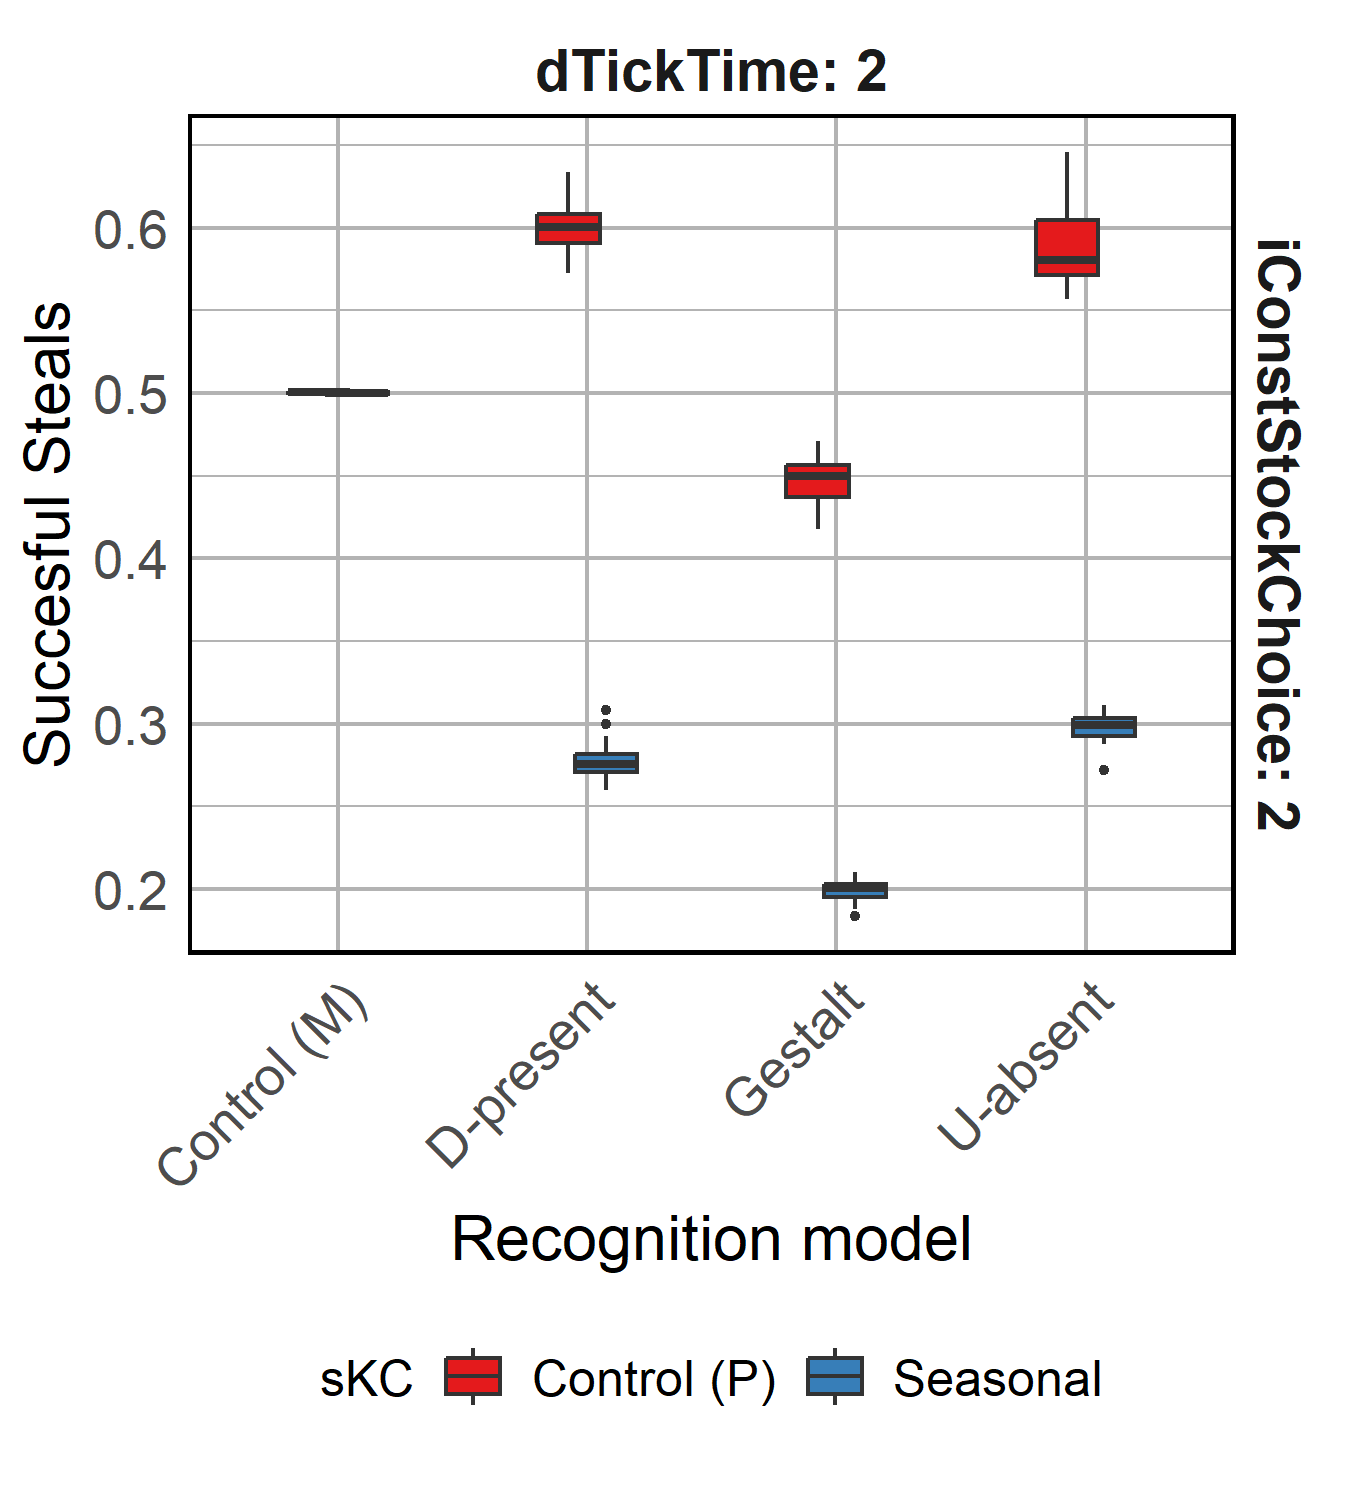 dTickTime: 2
iConstStockChoice: 2
Succesful Steals
0.6
0.5
0.4
0.3
0.2
Control (M)
D-present
Gestalt
U-absent
Recognition model
sKC Control (P) Seasonal